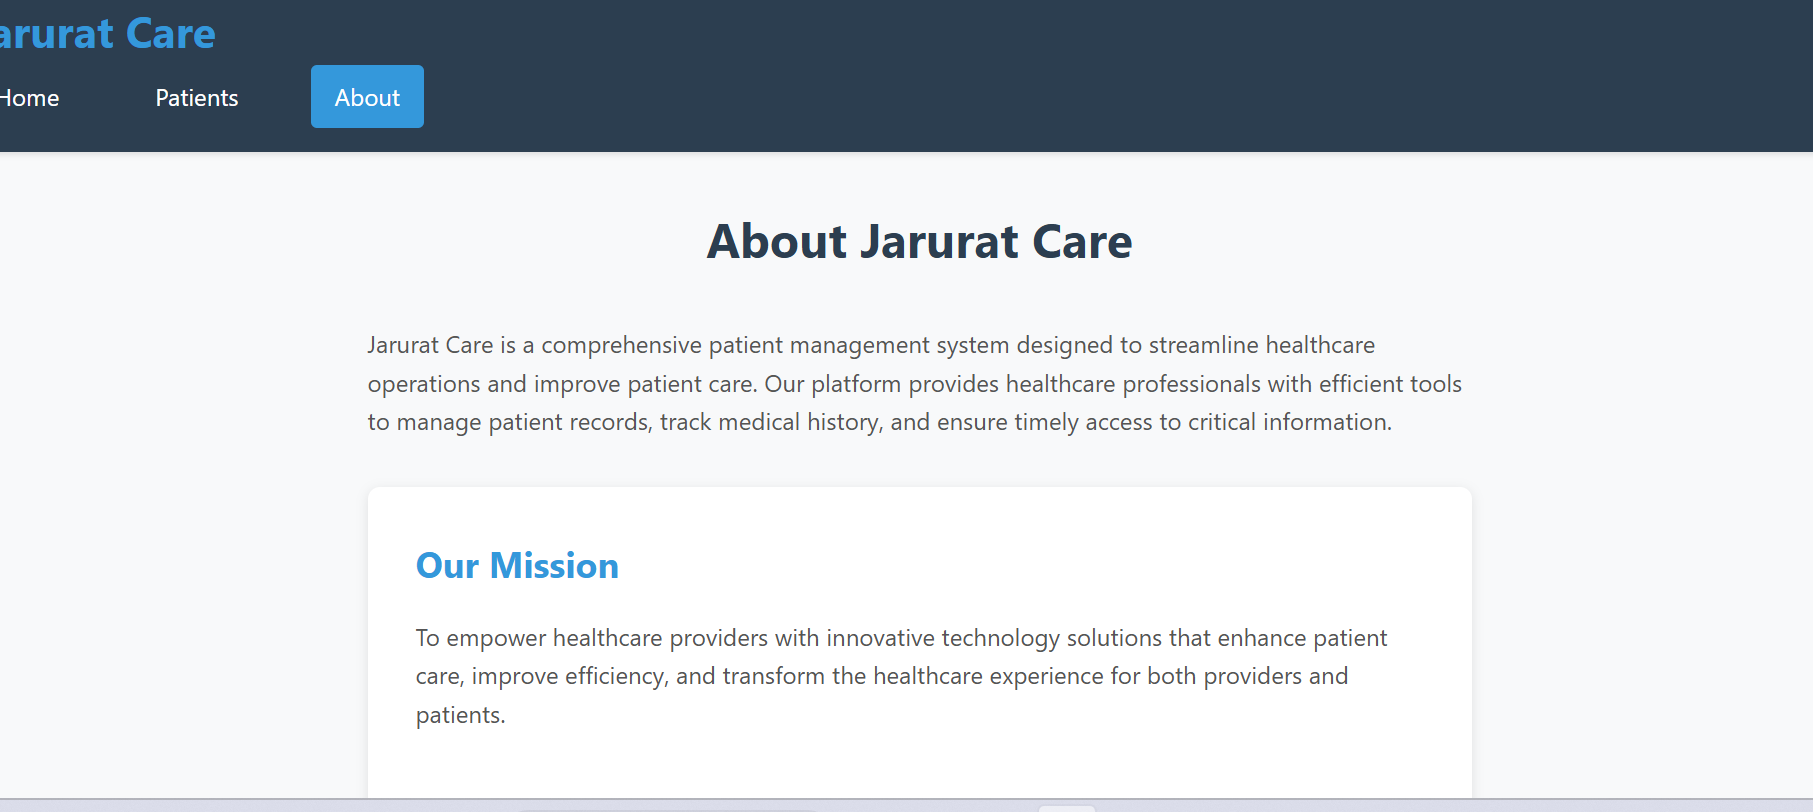 arurat Care
Home
Patients
About
About Jarurat Care
Jarurat Care is a comprehensive patient management system designed to streamline healthcare
operations and improve patient care. Our platform provides healthcare professionals with efficient tools
to manage patient records, track medical history, and ensure timely access to critical information.
Our Mission
To empower healthcare providers with innovative technology solutions that enhance patient
care, improve efficiency, and transform the healthcare experience for both providers and
patients.